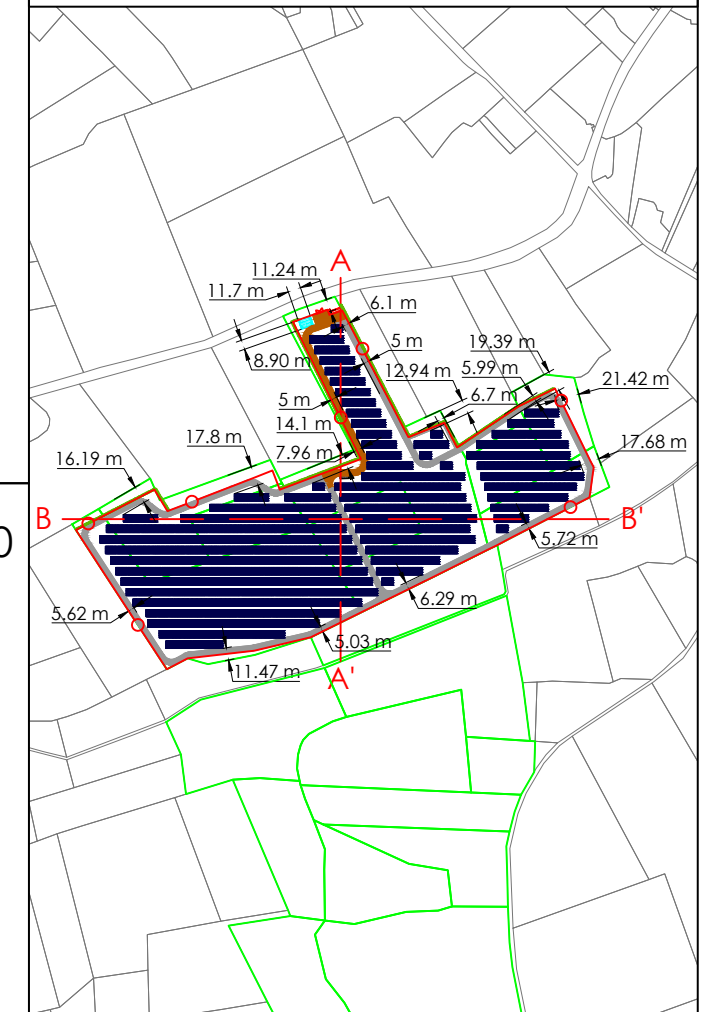 A
11.24 m
11.7 m
6.1 m
5 m
8.90 m
12.94 m
19.39 m
5.99 m
21.42 m
6.7 m
5 m
14.1 m
17.8 m
7.96 m
17.68 m
16.19 m
B
B'
0
5.72 m
6.29 m
5.62 m
5.03 m
11.47 m
A'